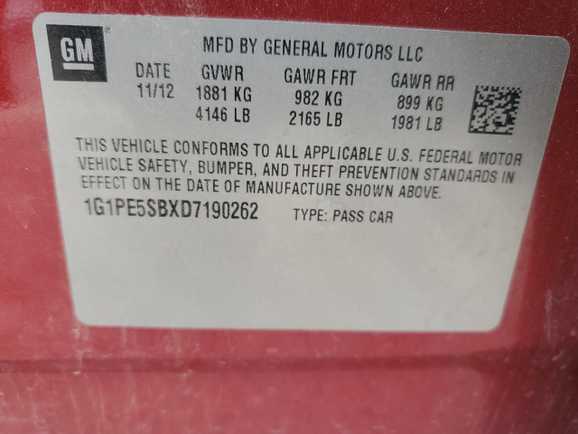 GM
MFD BY GENERAL MOTORS LLC
DATE GVWR GAWR FRT GAWR RR
11/12 1881 KG 982 KG 899 KG
4146 LB 2165 LB 1981 LB
THIS VEHICLE CONFORMS TO ALL APPLICABLE U.S. FEDERAL MOTOR
VEHICLE SAFETY, BUMPER, AND THEFT PREVENTION STANDARDS IN
EFFECT ON THE DATE OF MANUFACTURE SHOWN ABOVE.
1G1PE5SBXD7190262 TYPE: PASS CAR